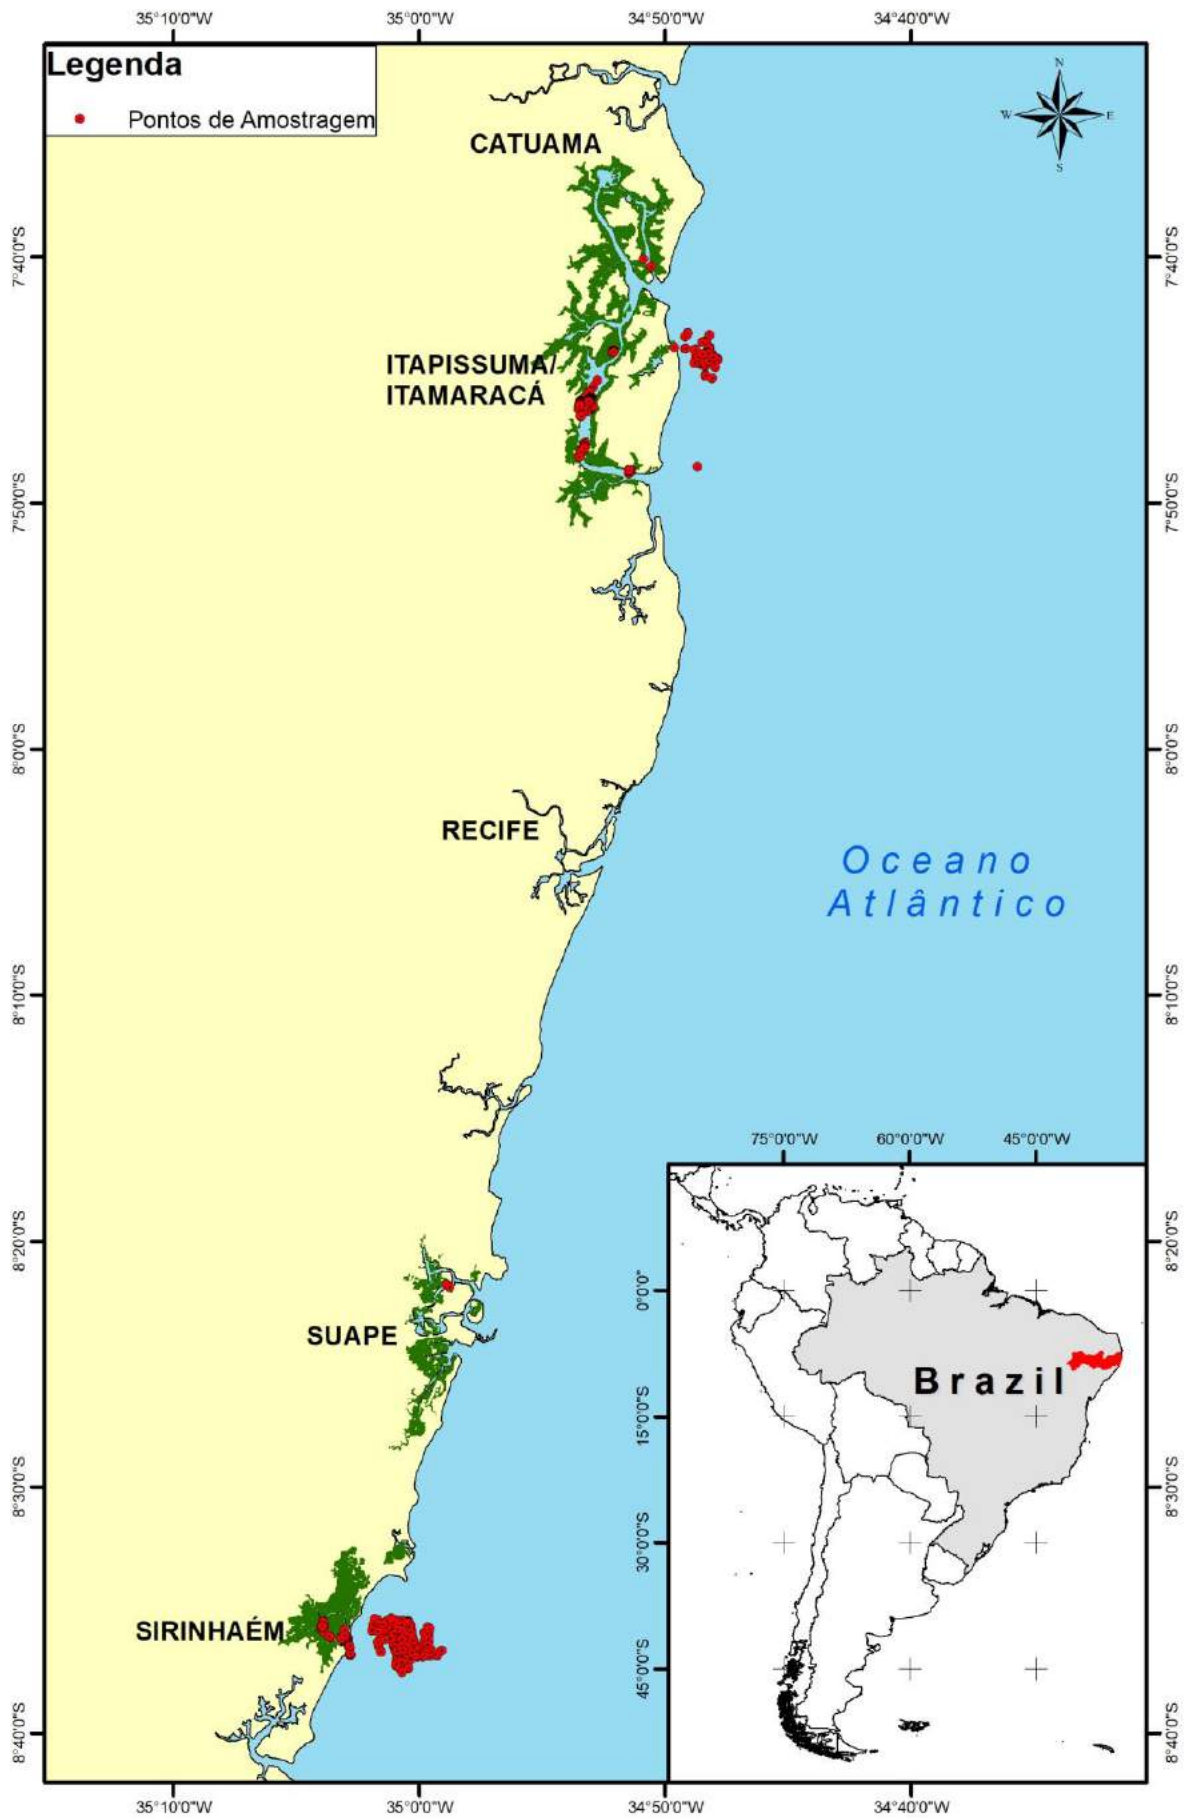 35°10'0"W 35°0'0"W 34°50'0"W 34°40'0"W
Legenda
Pontos de Amostragem
N
W E
S
CATUAMA
7°40'0"S 7°40'0"S
ITAPISSUMA/
ITAMARACÁ
7°50'0"S 7°50'0"S
8°0'0"S 8°0'0"S
RECIFE
Oceano
Atlântico
8°10'0"S 8°10'0"S
75°0'0"W 60°0'0"W 45°0'0"W
8°20'0"S 8°20'0"S
0°0'0"
SUAPE
Brazil
15°0'0"S
8°30'0"S 8°30'0"S
30°0'0"S
SIRINHAÉM
45°0'0"S
8°40'0"S 8°40'0"S
35°10'0"W 35°0'0"W 34°50'0"W 34°40'0"W